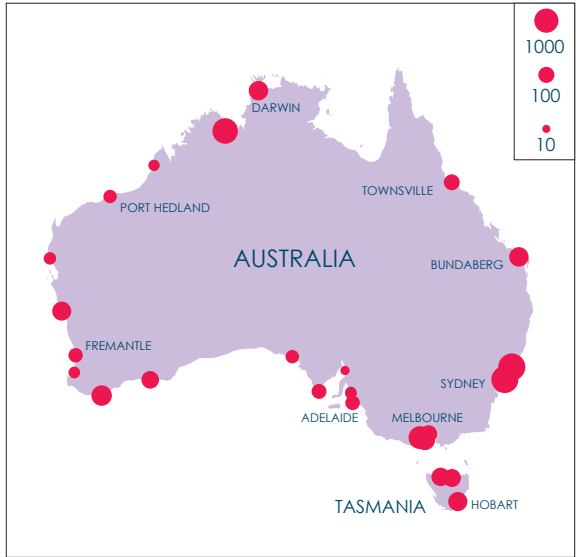 1000
100
10
DARWIN
TOWNSVILLE
PORT HEDLAND
AUSTRALIA
BUNDABERG
FREMANTLE
SYDNEY
ADELAIDE
MELBOURNE
TASMANIA
HOBART